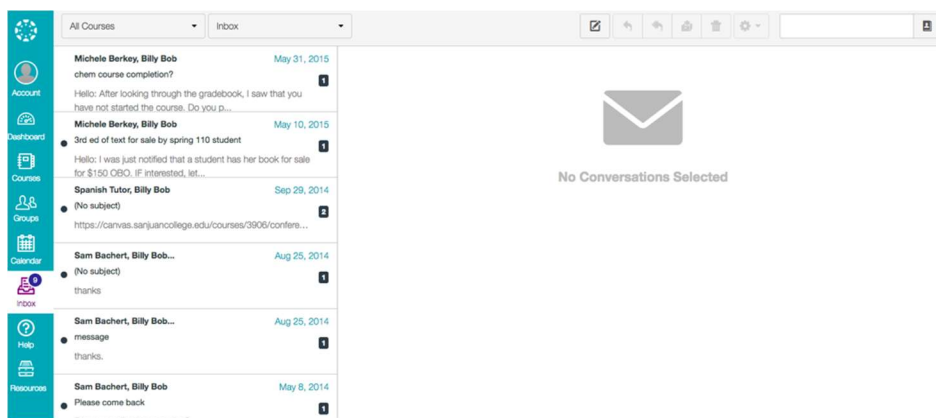 All Courses
Inbox
Account
Dashboard
Courses
Groups
Calendar
9
Inbox
Help
Resources
Michele Berkey, Billy Bob May 31, 2015
chem course completion? 1
Hello: After looking through the gradebook, I saw that you
have not started the course. Do you p...
Michele Berkey, Billy Bob May 10, 2015
3rd ed of text for sale by spring 110 student 1
Hello: I was just notified that a student has her book for sale
for $150 OBO. IF interested, let...
Spanish Tutor, Billy Bob Sep 29, 2014
(No subject) 2
https://canvas.sanjuancollege.edu/courses/3906/confere...
Sam Bachert, Billy Bob... Aug 25, 2014
(No subject) 1
thanks
Sam Bachert, Billy Bob... Aug 25, 2014
message 1
thanks.
Sam Bachert, Billy Bob May 8, 2014
Please come back 1
No Conversations Selected